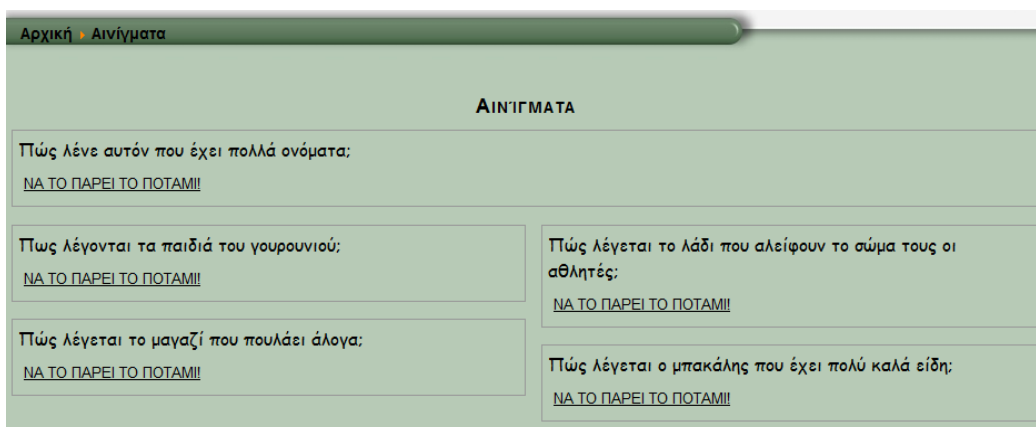 Αρχική Αινίγματα
ΑΙΝΊΓΜΑΤΑ
Πώς λένε αυτόν που έχει πολλά ονόματα;
ΝΑ ΤΟ ΠΑΡΕΙ ΤΟ ΠΟΤΑΜΙ!
Πως λέγονται τα παιδιά του γουρουνιού;
ΝΑ ΤΟ ΠΑΡΕΙ ΤΟ ΠΟΤΑΜΙ!
Πώς λέγεται το μαγαζί που πουλάει άλογα;
ΝΑ ΤΟ ΠΑΡΕΙ ΤΟ ΠΟΤΑΜΙ!
Πώς λέγεται το λάδι που αλείφουν το σώμα τους οι
αθλητές;
ΝΑ ΤΟ ΠΑΡΕΙ ΤΟ ΠΟΤΑΜΙ!
Πώς λέγεται ο μπακάλης που έχει πολύ καλά είδη;
ΝΑ ΤΟ ΠΑΡΕΙ ΤΟ ΠΟΤΑΜΙ!